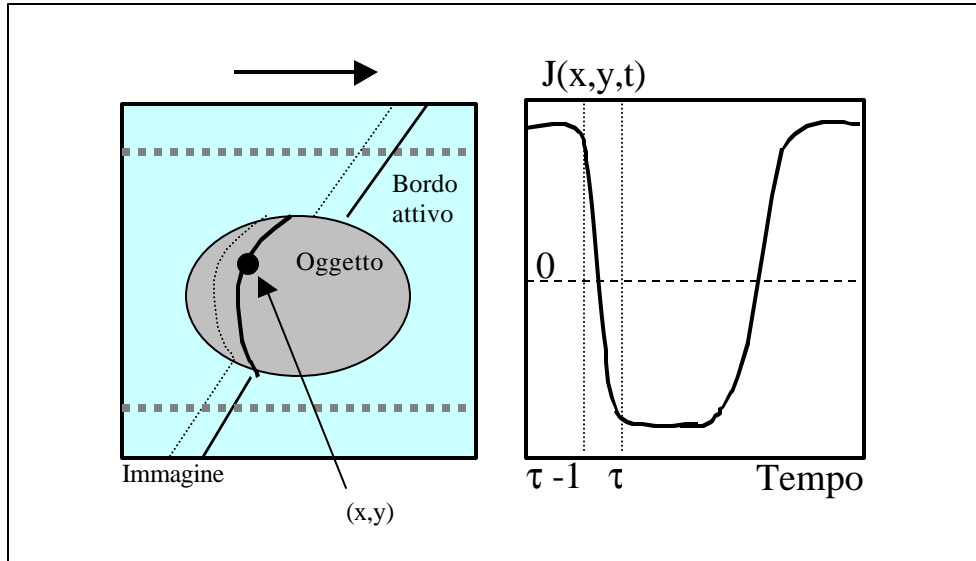 J(x,y,t)
Bordo
attivo
Oggetto
0
Immagine
τ -1
τ
Tempo
(x,y)